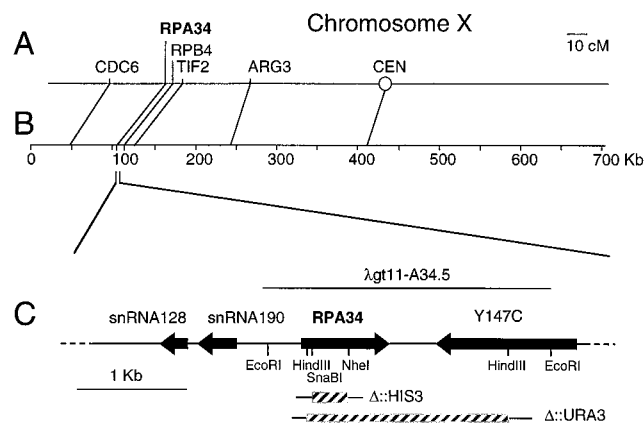 A
Chromosome X
10 cM
RPA34
RPB4
CDC6 TIF2 ARG3 CEN
B
0 100 200 300 400 500 600 700 Kb
λgt11-A34.5
C
snRNA128 snRNA190 RPA34 Y147C
EcoRI HindIII NheI HindIII EcoRI
SnaBI
1 Kb
Δ::HIS3
Δ::URA3